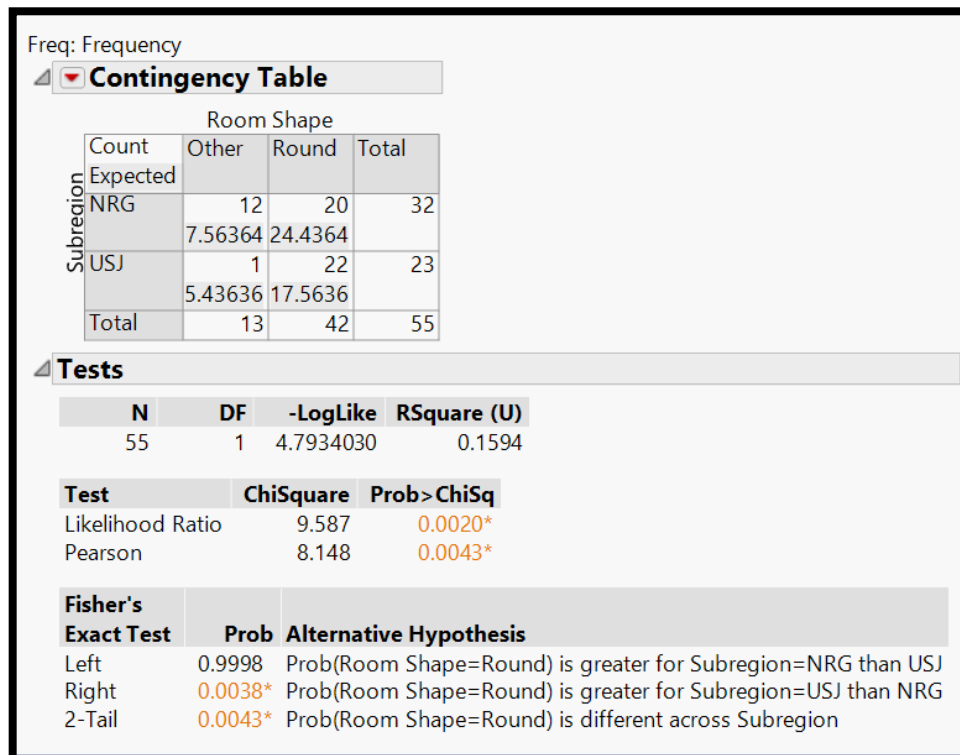 Freq: Frequency
Contingency Table
Room Shape
Subregion
Count Other Round Total
Expected
NRG 12 20 32
7.56364 24.4364
USJ 1 22 23
5.43636 17.5636
Total 13 42 55
Tests
N DF -LogLike RSquare (U)
55 1 4.7934030 0.1594
Test ChiSquare Prob>ChiSq
Likelihood Ratio 9.587 0.0020*
Pearson 8.148 0.0043*
Fisher's
Exact Test Prob Alternative Hypothesis
Left 0.9998 Prob(Room Shape=Round) is greater for Subregion=NRG than USJ
Right 0.0038* Prob(Room Shape=Round) is greater for Subregion=USJ than NRG
2-Tail 0.0043* Prob(Room Shape=Round) is different across Subregion